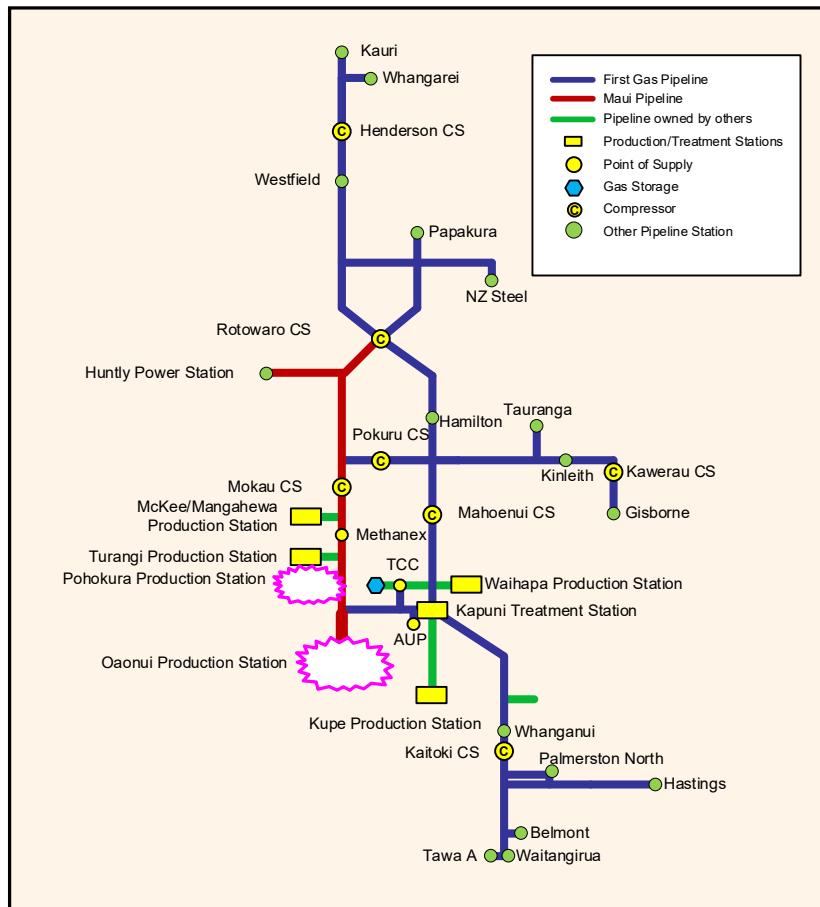 Kauri
Whangarei
Henderson CS
Westfield
Papakura
NZ Steel
Rotowaro CS
Huntly Power Station
Hamilton
Tauranga
Pokuru CS
Kinleith
Kawerau CS
Gisborne
Mokau CS
McKee/Mangahewa
Production Station
Mahoenui CS
Methanex
Turangi Production Station
TCC
Pohokura Production Station
Waihapa Production Station
Kapuni Treatment Station
AUP
Oaonui Production Station
Kupe Production Station
Whanganui
Kaitoki CS
Palmerston North
Hastings
Belmont
Tawa A
Waitangirua
First Gas Pipeline
Maui Pipeline
Pipeline owned by others
Production/Treatment Stations
Point of Supply
Gas Storage
C Compressor
Other Pipeline Station
C
C
C
C
C
C
C